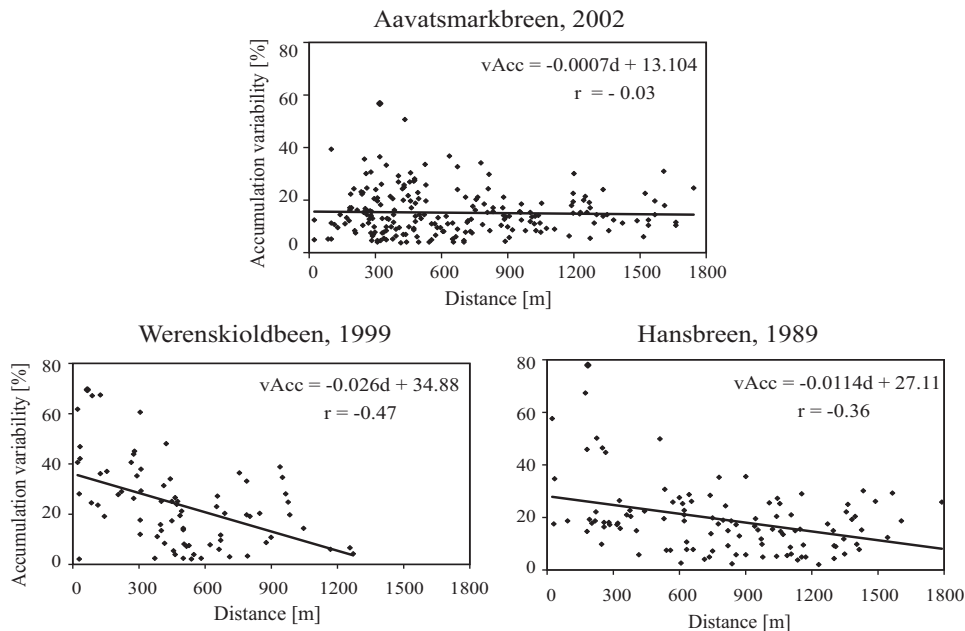 Aavatsmarkbreen, 2002
Accumulation variability [%]
80
60
40
20
0
vAcc = -0.0007d + 13.104
r = - 0.03
0 300 600 900 1200 1500 1800
Distance [m]
Werenskioldbeen, 1999
Accumulation variability [%]
80
60
40
20
0
vAcc = -0.026d + 34.88
r = -0.47
0 300 600 900 1200 1500 1800
Distance [m]
Hansbreen, 1989
80
60
40
20
0
vAcc = -0.0114d + 27.11
r = -0.36
0 300 600 900 1200 1500 1800
Distance [m]